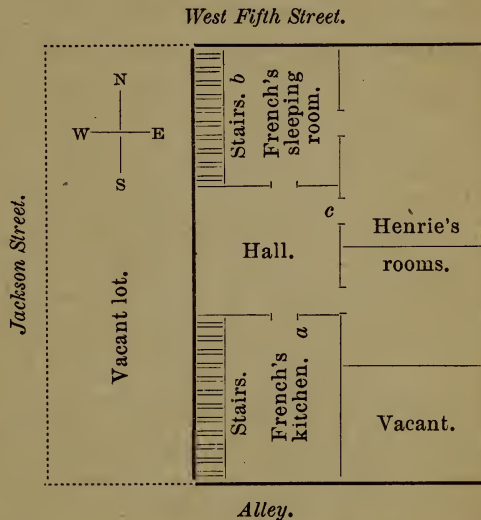 West Fifth Street.
N
W E
S
Jackson Street.
Vacant lot.
Stairs. b
French's
sleeping
room.
c
Hall.
Henrie's
rooms.
Stairs.
a
French's
kitchen.
Vacant.
Alley.